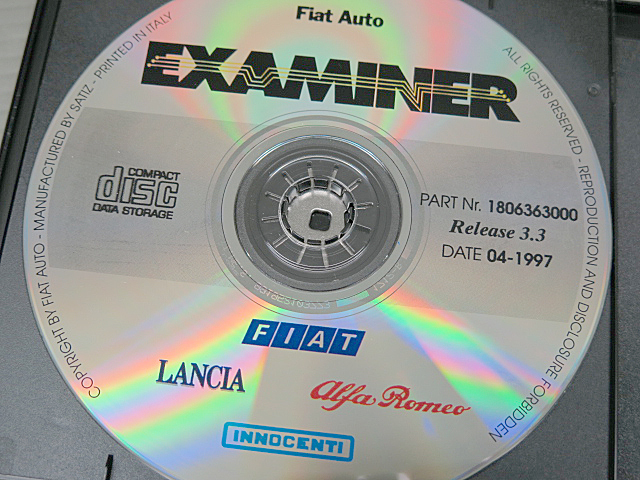 Fiat Auto
EXAMINER
COPYRIGHT BY FIAT AUTO - MANUFACTURED BY SATIZ - PRINTED IN ITALY
ALL RIGHTS RESERVED - REPRODUCTION AND DISCLOSURE FORBIDDEN
COMPACT
disc
DATA STORAGE
PART Nr. 1806363000
Release 3.3
DATE 04-1997
FIAT
LANCIA
Alfa Romeo
INNOCENTI